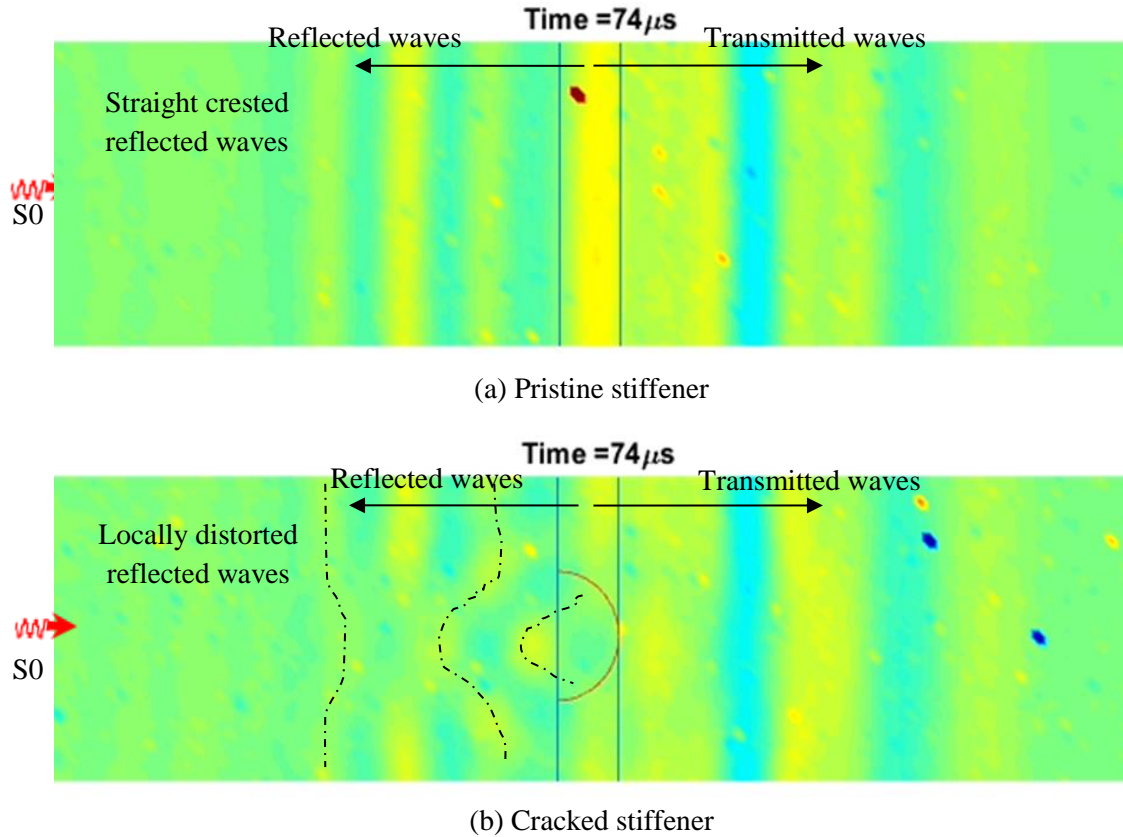 Time =74μs
Reflected waves
Transmitted waves
Straight crested
reflected waves
S0
(a) Pristine stiffener
Time =74μs
Reflected waves
Transmitted waves
Locally distorted
reflected waves
S0
(b) Cracked stiffener